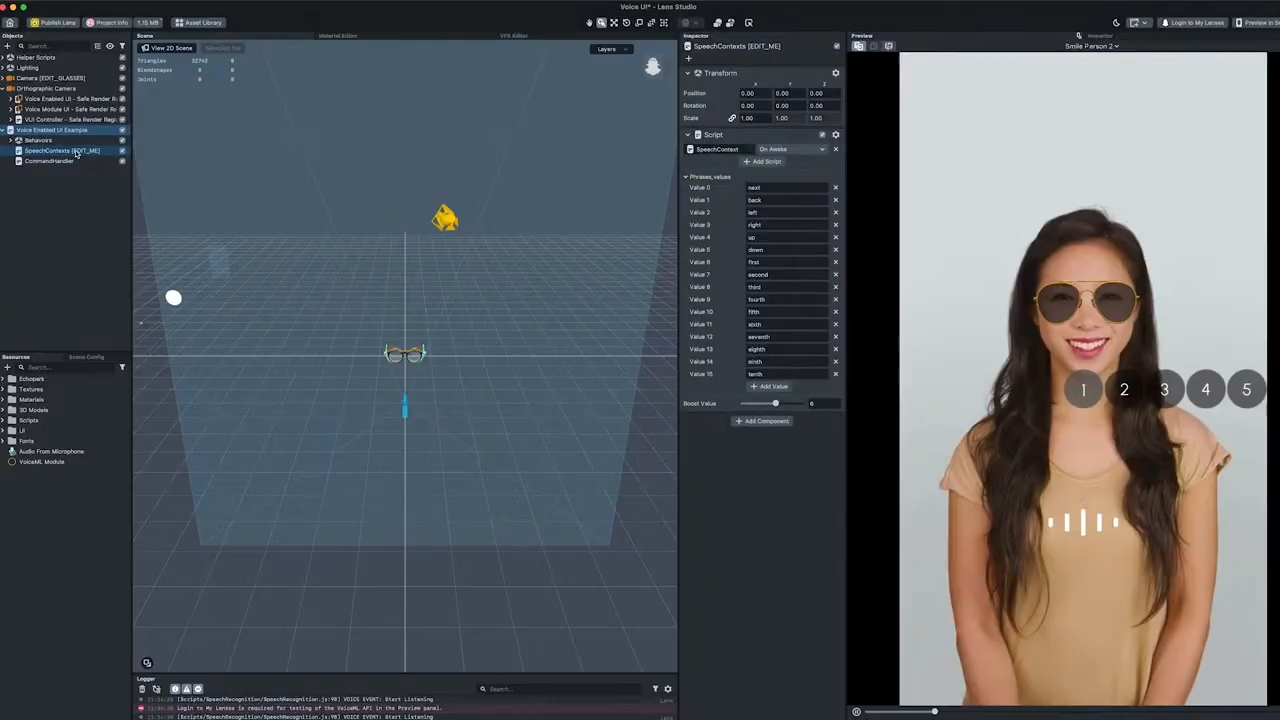 Voice UI* - Lens Studio
Publish Lens
Project Info
1.15 MB
Asset Library
Login to My Lenses
Preview in S
Objects
Search...
Helper Scripts
Lighting
Camera [EDIT_GLASSES]
Orthographic Camera
Voice Enabled UI - Safe Render R
Voice Module UI - Safe Render Re
VUI Controller - Safe Render Regi
Voice Enabled UI Example
Behavoirs
SpeechContexts [EDIT_ME]
CommandHandler
Resources
Scene Config
Search...
Echopark
Textures
Materials
3D Models
Scripts
UI
Fonts
Audio From Microphone
VoiceML Module
Scene
Material Editor
VFX Editor
View 2D Scene
Layers
Triangles 32742 0
Blendshapes 0 0
Joints 0 0
Logger
Search...
[Scripts/SpeechRecognition/SpeechRecognition.js:98] VOICE EVENT: Start Listening
Login to My Lenses is required for testing of the VoiceML API in the Preview panel.
[Scripts/SpeechRecognition/SpeechRecognition.js:98] VOICE EVENT: Start Listening
Inspector
SpeechContexts [EDIT_ME]
Transform
X Y Z
Position 0.00 0.00 0.00
Rotation 0.00 0.00 0.00
Scale 1.00 1.00 1.00
Script
SpeechContext On Awake
+ Add Script
Phrases,values
Value 0 next
Value 1 back
Value 2 left
Value 3 right
Value 4 up
Value 5 down
Value 6 first
Value 7 second
Value 8 third
Value 9 fourth
Value 10 fifth
Value 11 sixth
Value 12 seventh
Value 13 eighth
Value 14 ninth
Value 15 tenth
+ Add Value
Boost Value 6
+ Add Component
Preview
Inspector
Smile Person 2
1 2 3 4 5